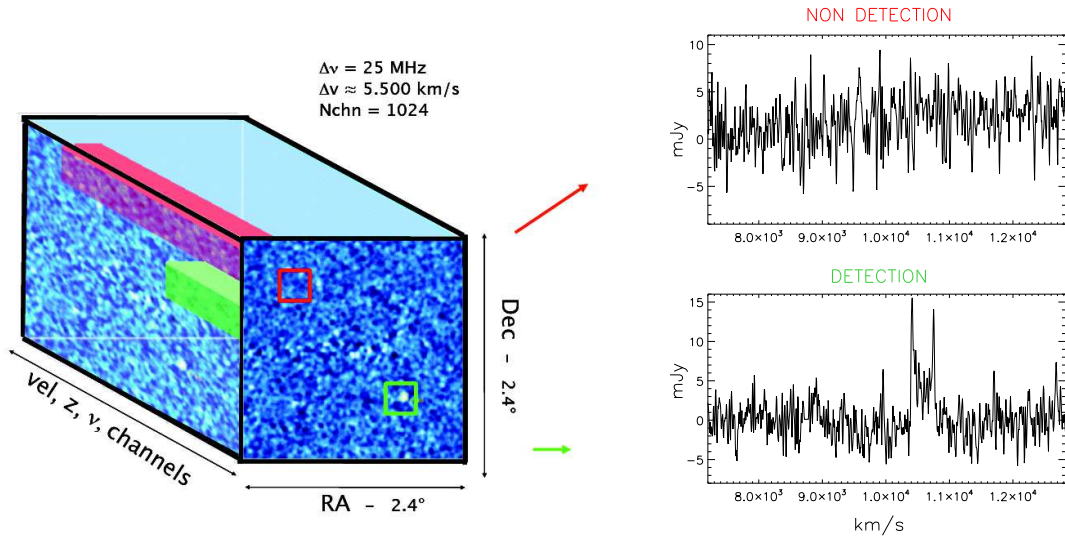 Δν = 25 MHz
Δv ≈ 5.500 km/s
Nchn = 1024
vel, z, ν, channels
RA - 2.4°
Dec - 2.4°
NON DETECTION
10
5
0
−5
mJy
8.0×10³ 9.0×10³ 1.0×10⁴ 1.1×10⁴ 1.2×10⁴
DETECTION
15
10
5
0
−5
mJy
8.0×10³ 9.0×10³ 1.0×10⁴ 1.1×10⁴ 1.2×10⁴
km/s